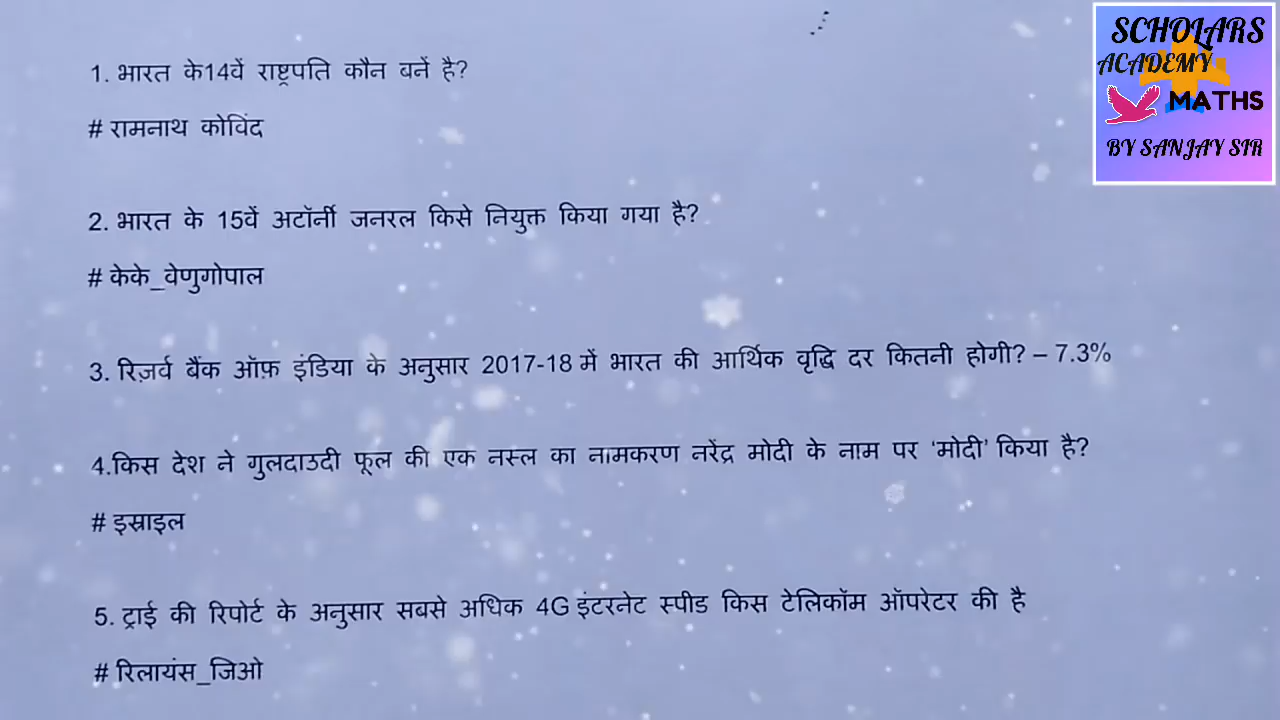 SCHOLARS
ACADEMY
MATHS
BY SANJAY SIR
1. भारत के14वें राष्ट्रपति कौन बनें है?
# रामनाथ कोविंद
2. भारत के 15वें अटॉर्नी जनरल किसे नियुक्त किया गया है?
# केके_वेणुगोपाल
3. रिज़र्व बैंक ऑफ़ इंडिया के अनुसार 2017-18 में भारत की आर्थिक वृद्धि दर कितनी होगी? – 7.3%
4.किस देश ने गुलदाउदी फूल की एक नस्ल का नामकरण नरेंद्र मोदी के नाम पर ‘मोदी’ किया है?
# इस्राइल
5. ट्राई की रिपोर्ट के अनुसार सबसे अधिक 4G इंटरनेट स्पीड किस टेलिकॉम ऑपरेटर की है
# रिलायंस_जिओ